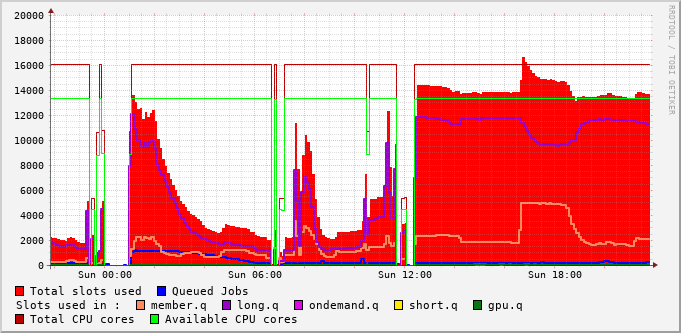 RRDTOOL / TOBI OETIKER
20000
18000
16000
14000
12000
10000
8000
6000
4000
2000
0
Sun 00:00 Sun 06:00 Sun 12:00 Sun 18:00
Total slots used Queued Jobs
Slots used in : member.q long.q ondemand.q short.q gpu.q
Total CPU cores Available CPU cores